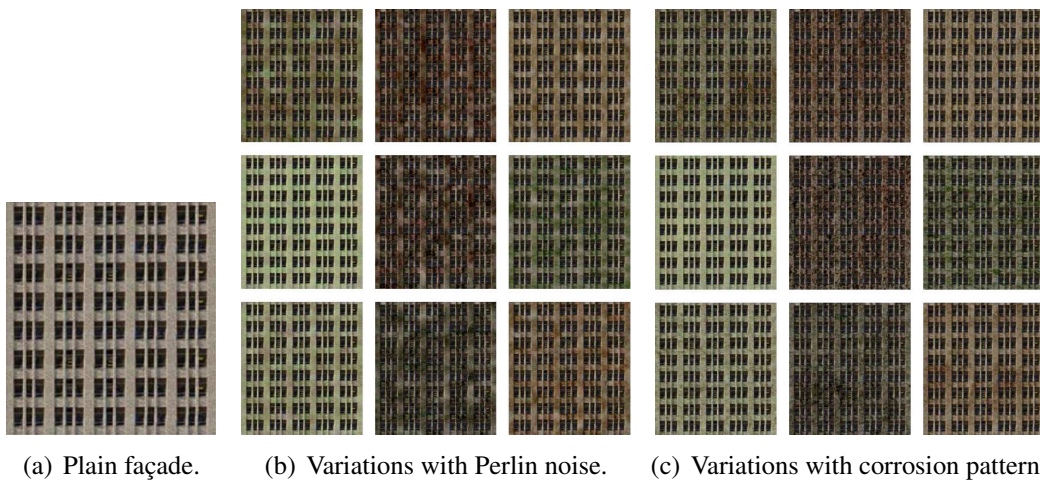 (a) Plain façade.
(b) Variations with Perlin noise.
(c) Variations with corrosion pattern